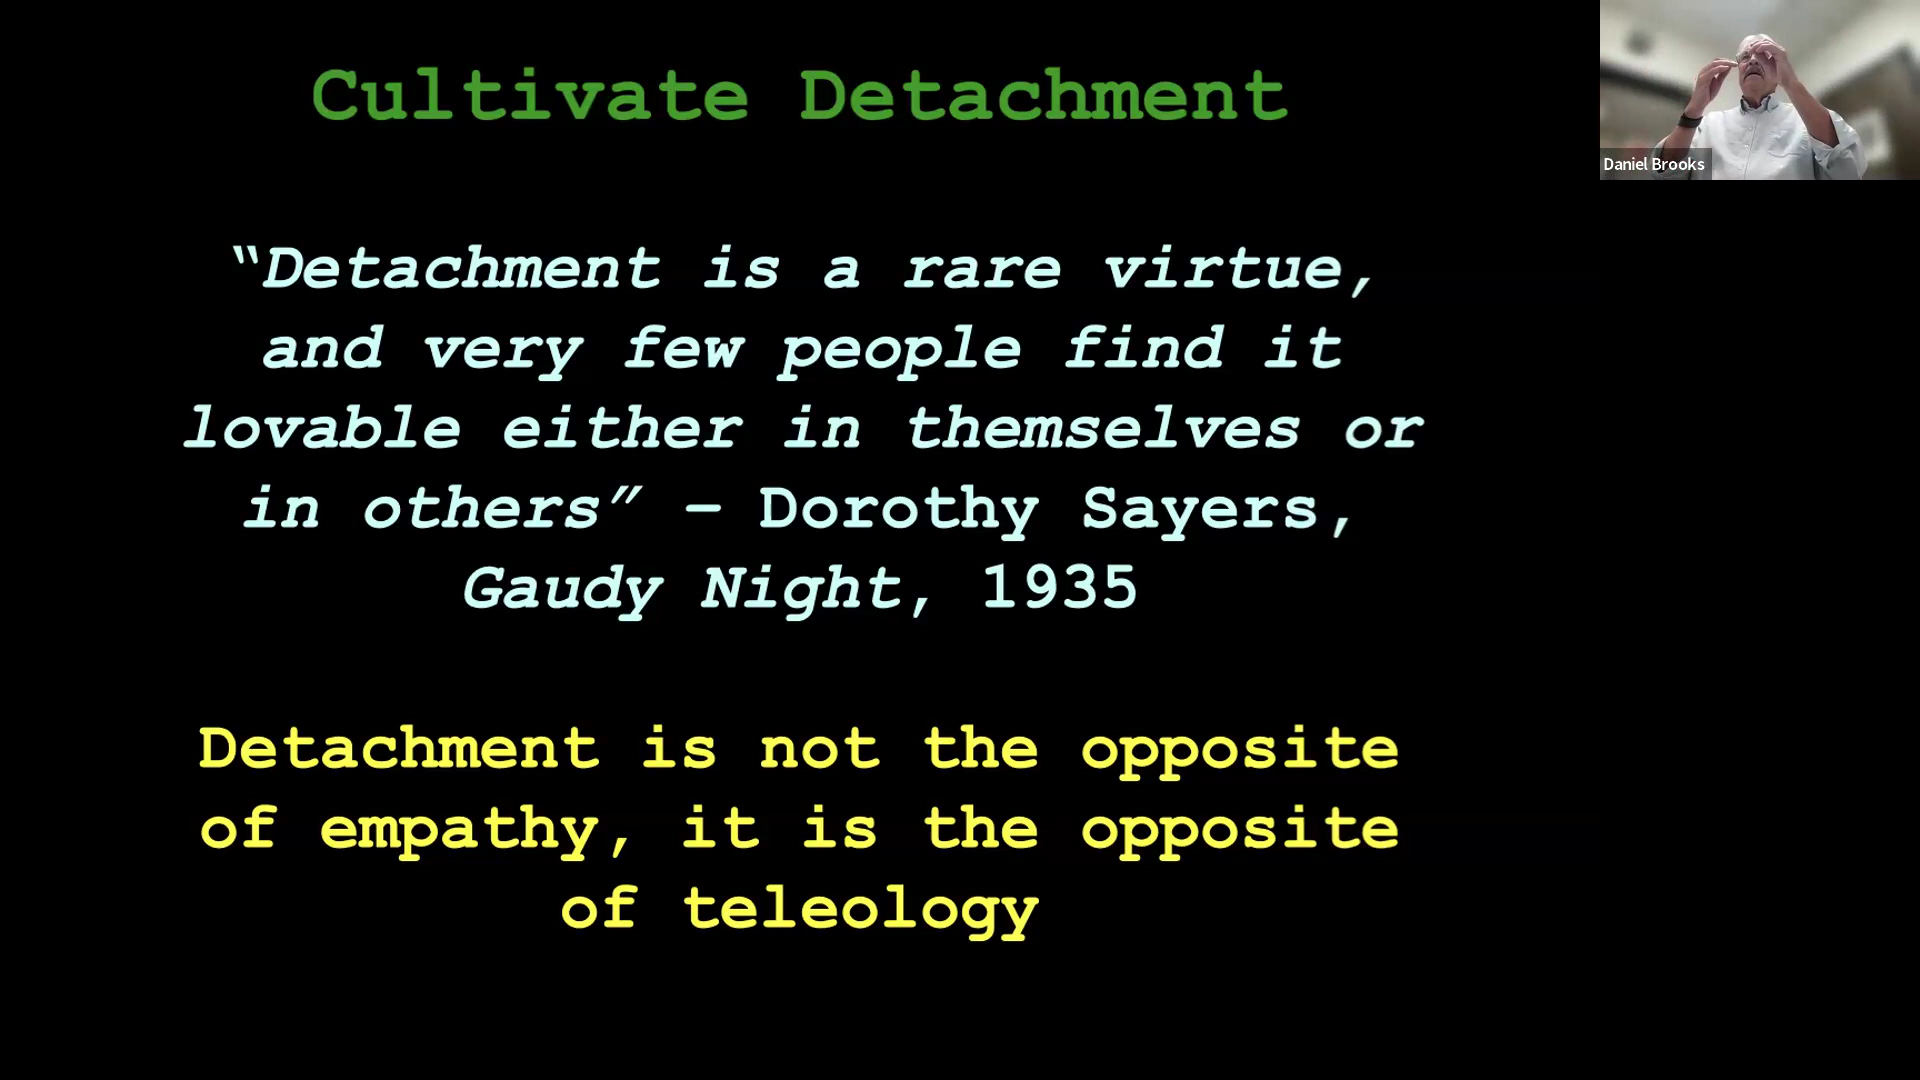 Cultivate Detachment
Daniel Brooks
“Detachment is a rare virtue,
and very few people find it
lovable either in themselves or
in others” – Dorothy Sayers,
Gaudy Night, 1935
Detachment is not the opposite
of empathy, it is the opposite
of teleology